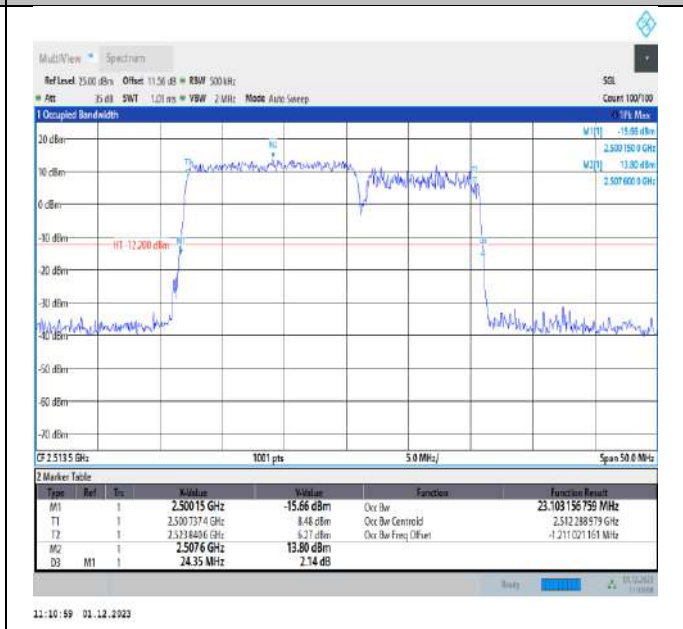 MultiView Spectrum
Ref Level 25.00 dBm Offset 11.56 dB RBW 500 kHz SGL
Att 35 dB SWT 1.01 ms VBW 2 MHz Mode Auto Sweep Count 100/100
1 Occupied Bandwidth 1Pk Max
M1[1] -15.66 dBm
2.500150 0 GHz
M2[1] 13.80 dBm
2.507600 0 GHz
20 dBm
10 dBm
0 dBm
-10 dBm
H1 -12.200 dBm
-20 dBm
-30 dBm
-40 dBm
-50 dBm
-60 dBm
-70 dBm
M2
T1
M1
CF 2.5135 GHz 1001 pts 5.0 MHz/ Span 50.0 MHz
2 Marker Table
Type Ref Trc X-Value Y-Value Function Function Result
M1 1 2.50015 GHz -15.66 dBm Occ Bw 23.103156759 MHz
T1 1 2.5007374 GHz 8.48 dBm Occ Bw Centroid 2.512288979 GHz
T2 1 2.5238406 GHz 6.27 dBm Occ Bw Freq Offset -1.211021161 MHz
M2 1 2.5076 GHz 13.80 dBm
D3 M1 1 24.35 MHz 2.14 dB
Ready
11:10:59 01.12.2023